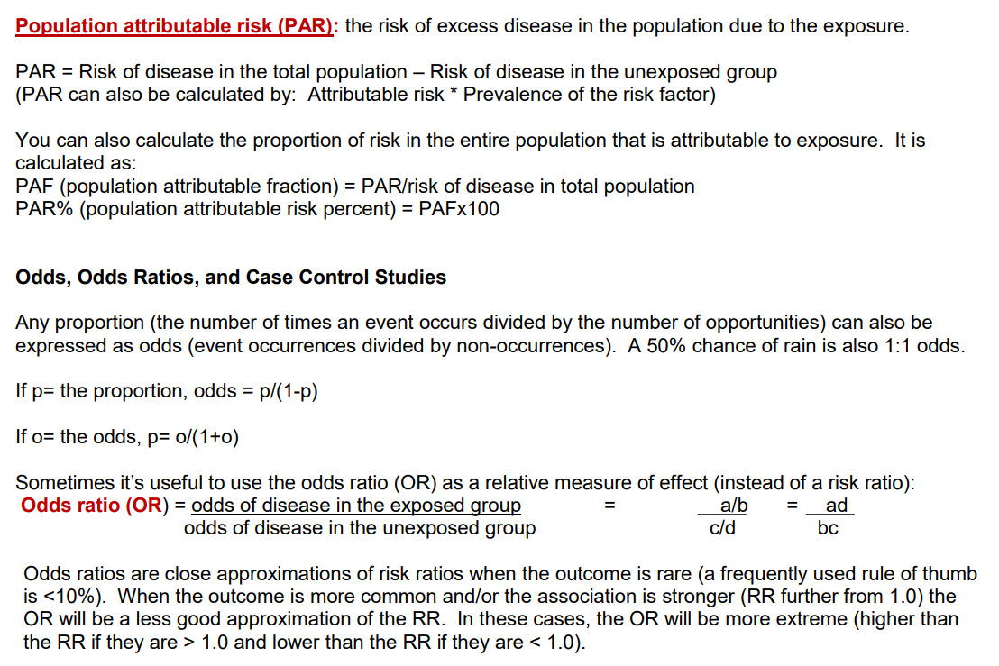 Population attributable risk (PAR): the risk of excess disease in the population due to the exposure.
PAR = Risk of disease in the total population – Risk of disease in the unexposed group
(PAR can also be calculated by:  Attributable risk * Prevalence of the risk factor)
You can also calculate the proportion of risk in the entire population that is attributable to exposure.  It is
calculated as:
PAF (population attributable fraction) = PAR/risk of disease in total population
PAR% (population attributable risk percent) = PAFx100
Odds, Odds Ratios, and Case Control Studies
Any proportion (the number of times an event occurs divided by the number of opportunities) can also be
expressed as odds (event occurrences divided by non-occurrences).  A 50% chance of rain is also 1:1 odds.
If p= the proportion, odds = p/(1-p)
If o= the odds, p= o/(1+o)
Sometimes it's useful to use the odds ratio (OR) as a relative measure of effect (instead of a risk ratio):
Odds ratio (OR) = odds of disease in the exposed group = a/b = ad
odds of disease in the unexposed group c/d bc
Odds ratios are close approximations of risk ratios when the outcome is rare (a frequently used rule of thumb
is <10%).  When the outcome is more common and/or the association is stronger (RR further from 1.0) the
OR will be a less good approximation of the RR.  In these cases, the OR will be more extreme (higher than
the RR if they are > 1.0 and lower than the RR if they are < 1.0).